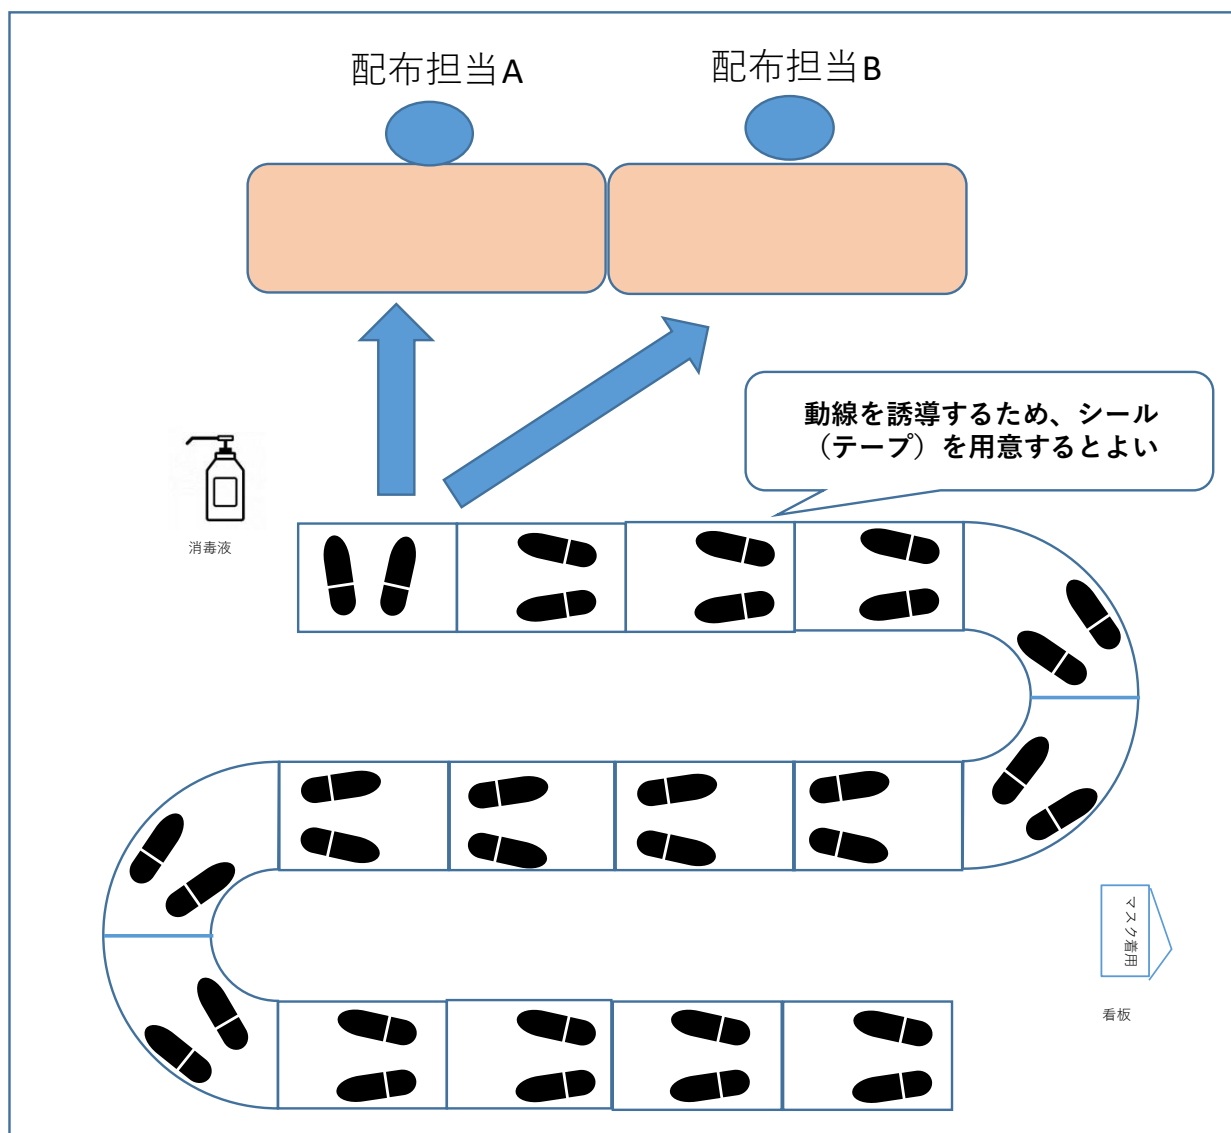 配布担当A
配布担当B
動線を誘導するため、シール
（テープ）を用意するとよい
消毒液
マスク着用
看板